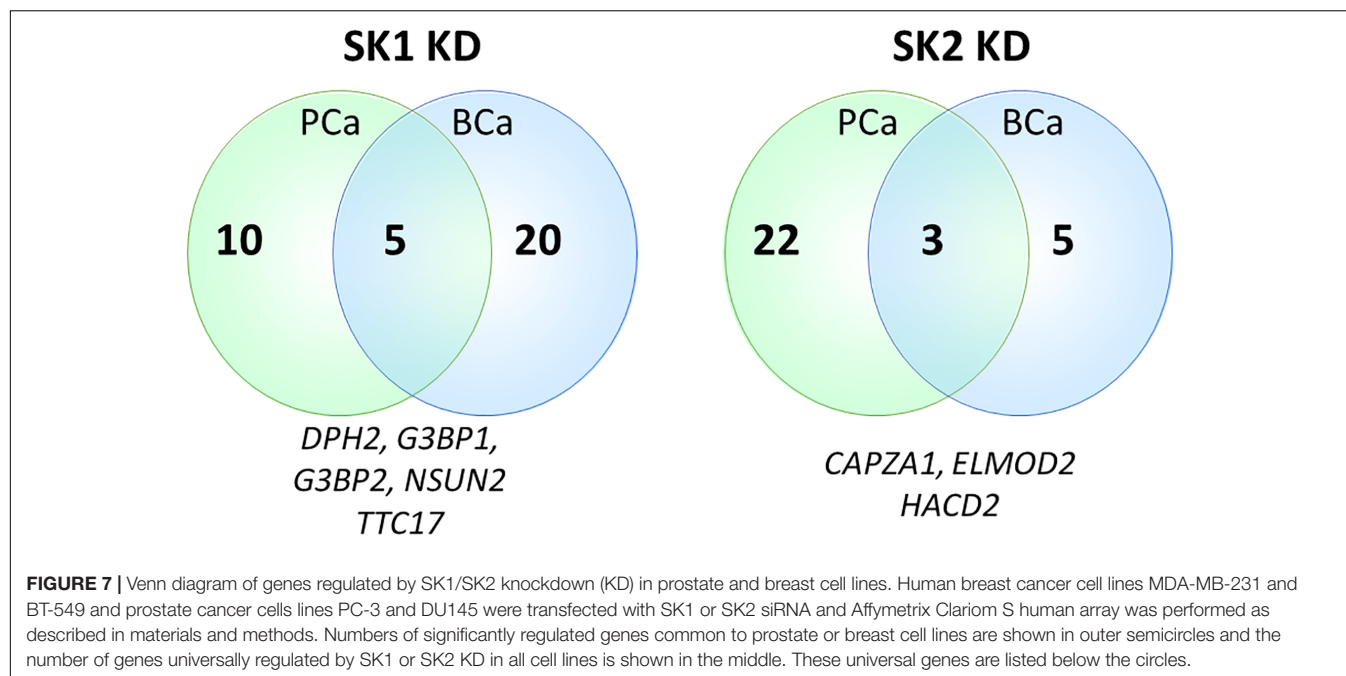 SK1 KD
SK2 KD
PCa
BCa
10
5
20
PCa
BCa
22
3
5
DPH2, G3BP1,
G3BP2, NSUN2
TTC17
CAPZA1, ELMOD2
HACD2
FIGURE 7 | Venn diagram of genes regulated by SK1/SK2 knockdown (KD) in prostate and breast cell lines. Human breast cancer cell lines MDA-MB-231 and
BT-549 and prostate cancer cells lines PC-3 and DU145 were transfected with SK1 or SK2 siRNA and Affymetrix Clariom S human array was performed as
described in materials and methods. Numbers of significantly regulated genes common to prostate or breast cell lines are shown in outer semicircles and the
number of genes universally regulated by SK1 or SK2 KD in all cell lines is shown in the middle. These universal genes are listed below the circles.